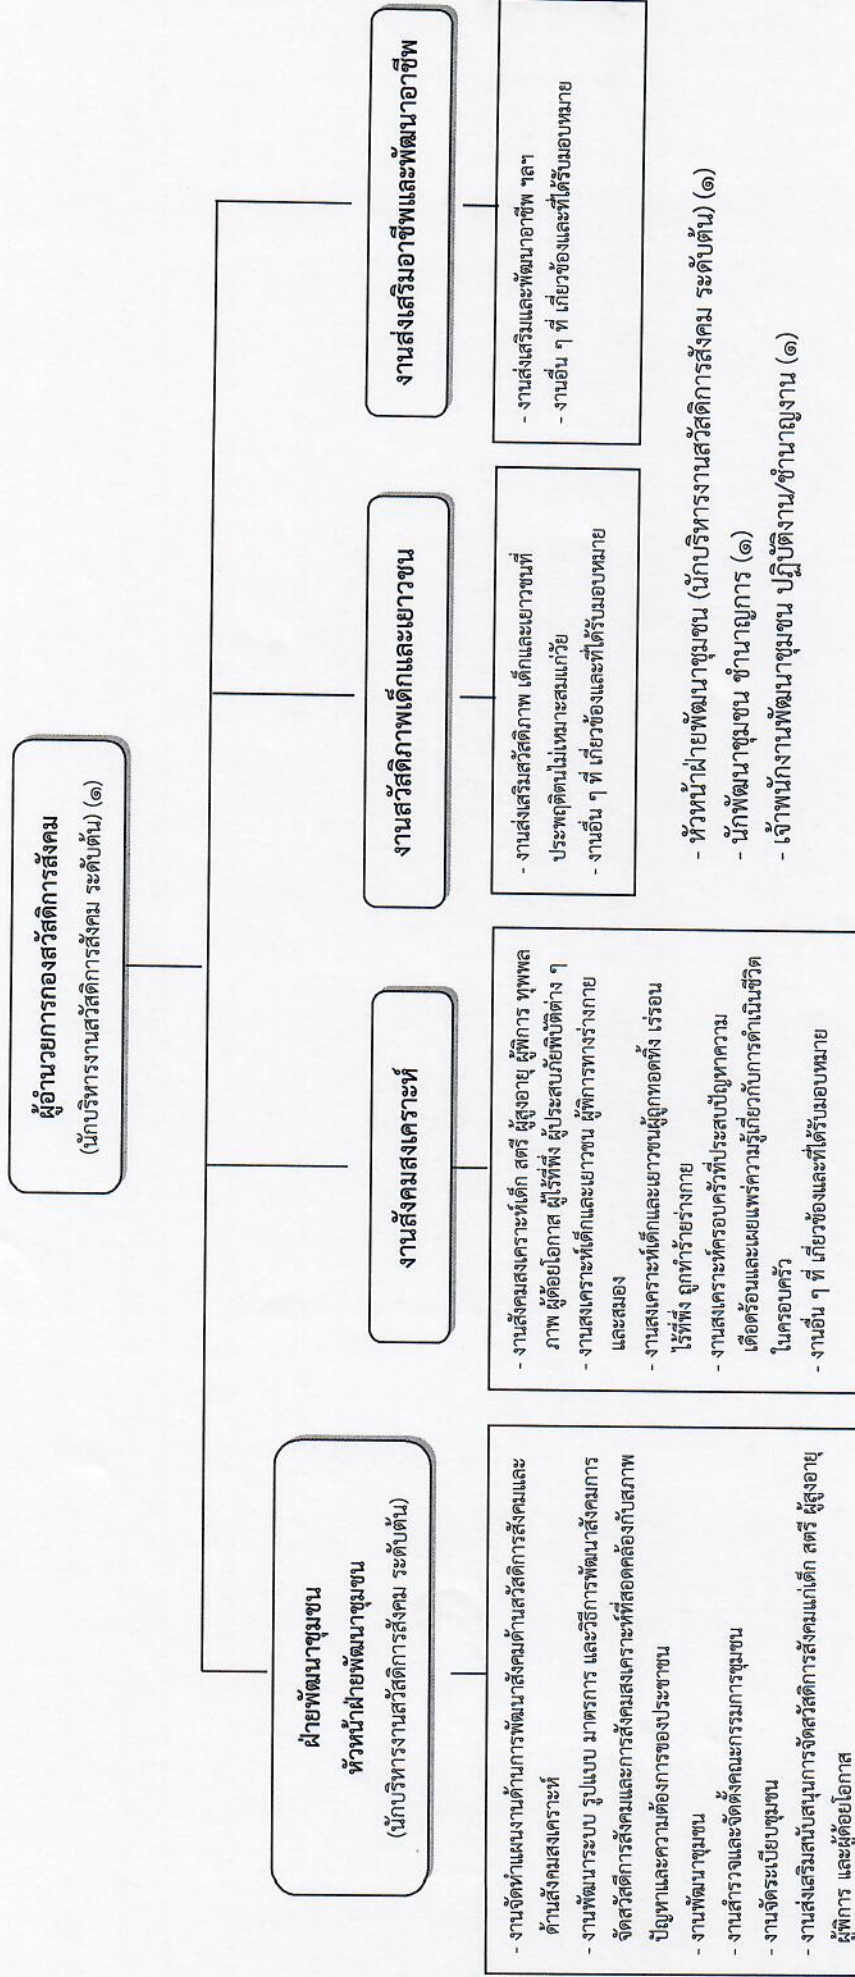 ผู้อำนวยการกองสวัสดิการสังคม
(นักบริหารงานสวัสดิการสังคม ระดับต้น) (๑)
ฝ่ายพัฒนาชุมชน
หัวหน้าฝ่ายพัฒนาชุมชน
(นักบริหารงานสวัสดิการสังคม ระดับต้น)
- งานจัดทำแผนงานด้านการพัฒนาสังคมด้านสวัสดิการสังคมและ
ด้านสังคมสงเคราะห์
- งานพัฒนาระบบ รูปแบบ มาตรการ และวิธีการพัฒนาสังคมการ
จัดสวัสดิการสังคมและการสังคมสงเคราะห์ที่สอดคล้องกับสภาพ
ปัญหาและความต้องการของประชาชน
- งานพัฒนาชุมชน
- งานสำรวจและจัดตั้งคณะกรรมการชุมชน
- งานจัดระเบียบชุมชน
- งานส่งเสริมสนับสนุนการจัดสวัสดิการสังคมแก่เด็ก สตรี ผู้สูงอายุ
ผู้พิการ และผู้ด้อยโอกาส
งานสังคมสงเคราะห์
- งานสังคมสงเคราะห์เด็ก สตรี ผู้สูงอายุ ผู้พิการ ทุพพล
ภาพ ผู้ด้อยโอกาส ผู้ไร้ที่พึ่ง ผู้ประสบภัยพิบัติต่าง ๆ
- งานสงเคราะห์เด็กและเยาวชน ผู้พิการทางร่างกาย
และสมอง
- งานสงเคราะห์เด็กและเยาวชนผู้ถูกทอดทิ้ง เร่ร่อน
ไร้ที่พึ่ง ถูกทำร้ายร่างกาย
- งานสงเคราะห์ครอบครัวที่ประสบปัญหาความ
เดือดร้อนและเผยแพร่ความรู้เกี่ยวกับการดำเนินชีวิต
ในครอบครัว
- งานอื่น ๆ ที่ เกี่ยวข้องและที่ได้รับมอบหมาย
งานสวัสดิภาพเด็กและเยาวชน
- งานส่งเสริมสวัสดิภาพ เด็กและเยาวชนที่
ประพฤติตนไม่เหมาะสมแก่วัย
- งานอื่น ๆ ที่ เกี่ยวข้องและที่ได้รับมอบหมาย
งานส่งเสริมอาชีพและพัฒนาอาชีพ
- งานส่งเสริมและพัฒนาอาชีพ ฯลฯ
- งานอื่น ๆ ที่ เกี่ยวข้องและที่ได้รับมอบหมาย
- หัวหน้าฝ่ายพัฒนาชุมชน (นักบริหารงานสวัสดิการสังคม ระดับต้น) (๑)
- นักพัฒนาชุมชน ชำนาญการ (๑)
- เจ้าพนักงานพัฒนาชุมชน ปฏิบัติงาน/ชำนาญงาน (๑)